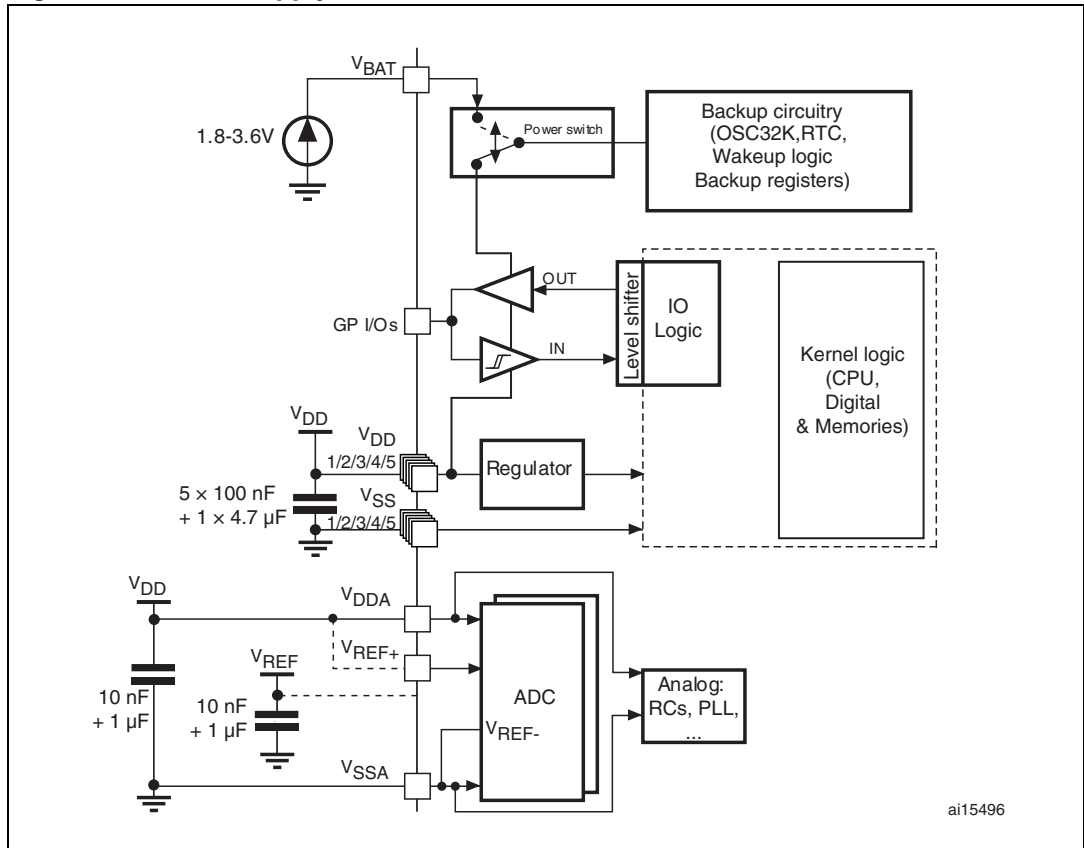 VBAT
1.8-3.6V
Power switch
Backup circuitry
(OSC32K,RTC,
Wakeup logic
Backup registers)
OUT
GP I/Os
IN
Level shifter
IO
Logic
Kernel logic
(CPU,
Digital
& Memories)
VDD
VDD
1/2/3/4/5
Regulator
5 × 100 nF
+ 1 × 4.7 µF
VSS
1/2/3/4/5
VDD
VDDA
VREF+
VREF
10 nF
+ 1 µF
10 nF
+ 1 µF
ADC
VREF-
Analog:
RCs, PLL,
...
VSSA
ai15496